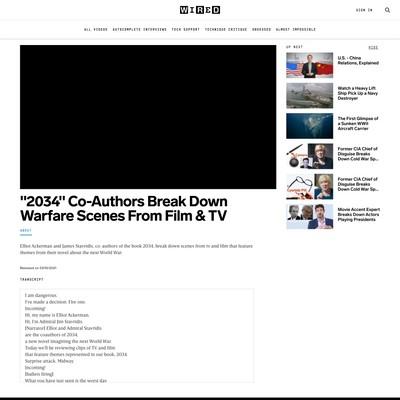 WIRED
SIGN IN
ALL VIDEOS AUTOCOMPLETE INTERVIEWS TECH SUPPORT TECHNIQUE CRITIQUE OBSESSED ALMOST IMPOSSIBLE
UP NEXT
U.S. - China
Relations, Explained
Watch a Heavy Lift
Ship Pick Up a Navy
Destroyer
The First Glimpse of
a Sunken WWII
Aircraft Carrier
Former CIA Chief of
Disguise Breaks
Down Cold War Sp...
Former CIA Chief of
Disguise Breaks
Down Cold War Sp...
Movie Accent Expert
Breaks Down Actors
Playing Presidents
"2034" Co-Authors Break Down
Warfare Scenes From Film & TV
ABOUT
Elliot Ackerman and James Stavridis, co-authors of the book 2034, break down scenes from tv and film that feature
themes from their novel about the next World War.
Released on
TRANSCRIPT
I am dangerous.
I've made a decision. Fire one.
Incoming!
Hi, my name is Elliot Ackerman.
Hi, I'm Admiral Jim Stavridis.
[Narrator] Elliot and Admiral Stavridis
are the coauthors of 2034,
a new novel imagining the next World War.
Today we'll be reviewing clips of TV and film
that feature themes represented in our book, 2034.
Surprise attack, Midway.
Incoming!
[bullets firing]
What you have just seen is the worst day